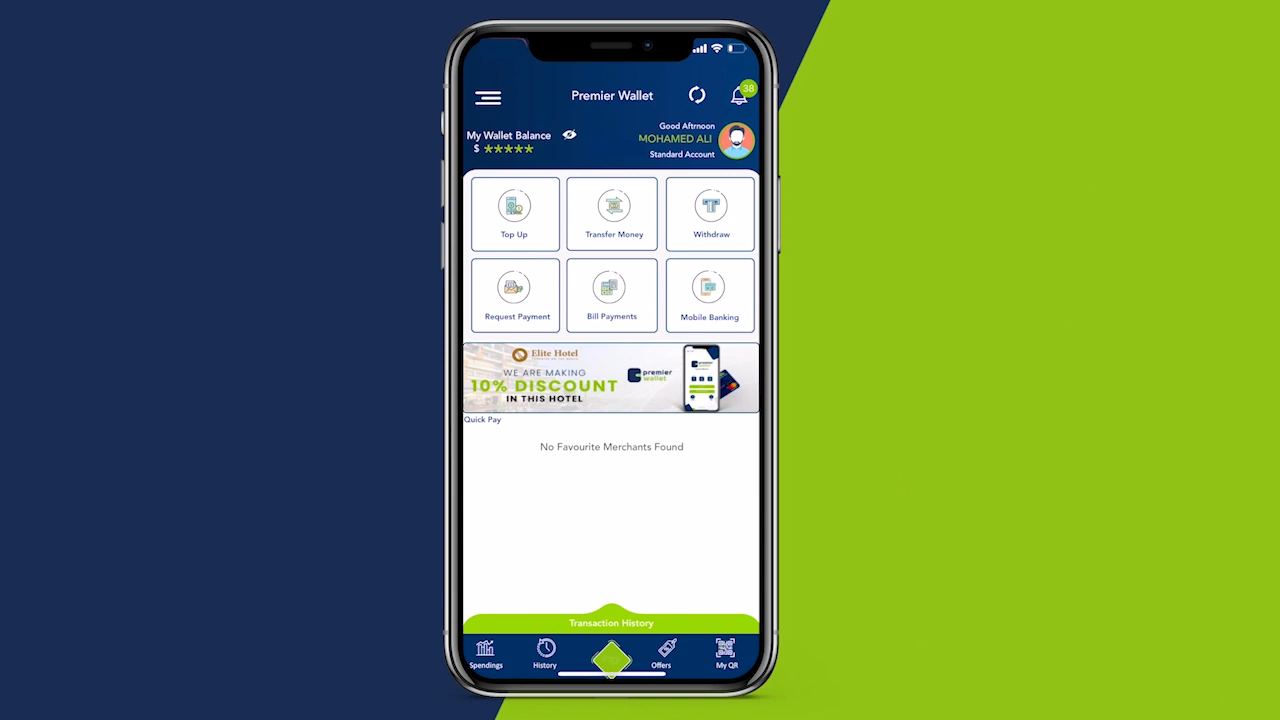 Premier Wallet
38
My Wallet Balance
$ *****
Good Aftrnoon
MOHAMED ALI
Standard Account
Top Up
Transfer Money
Withdraw
Request Payment
Bill Payments
Mobile Banking
Elite Hotel
WE ARE MAKING
10% DISCOUNT
IN THIS HOTEL
premier
wallet
Quick Pay
No Favourite Merchants Found
Transaction History
Spendings
History
Offers
My QR